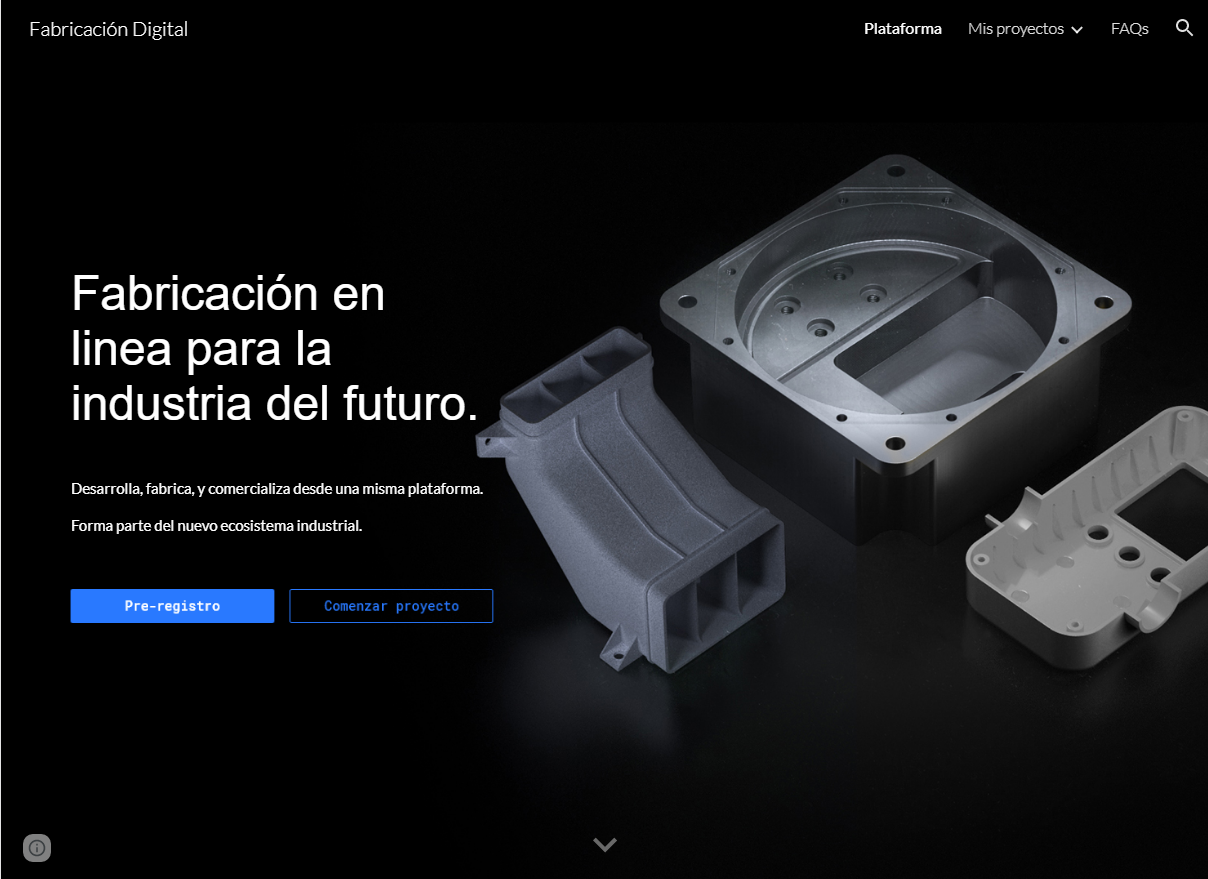 Fabricación Digital
Plataforma
Mis proyectos
FAQs
Fabricación en
linea para la
industria del futuro.
Desarrolla, fabrica, y comercializa desde una misma plataforma.
Forma parte del nuevo ecosistema industrial.
Pre-registro
Comenzar proyecto